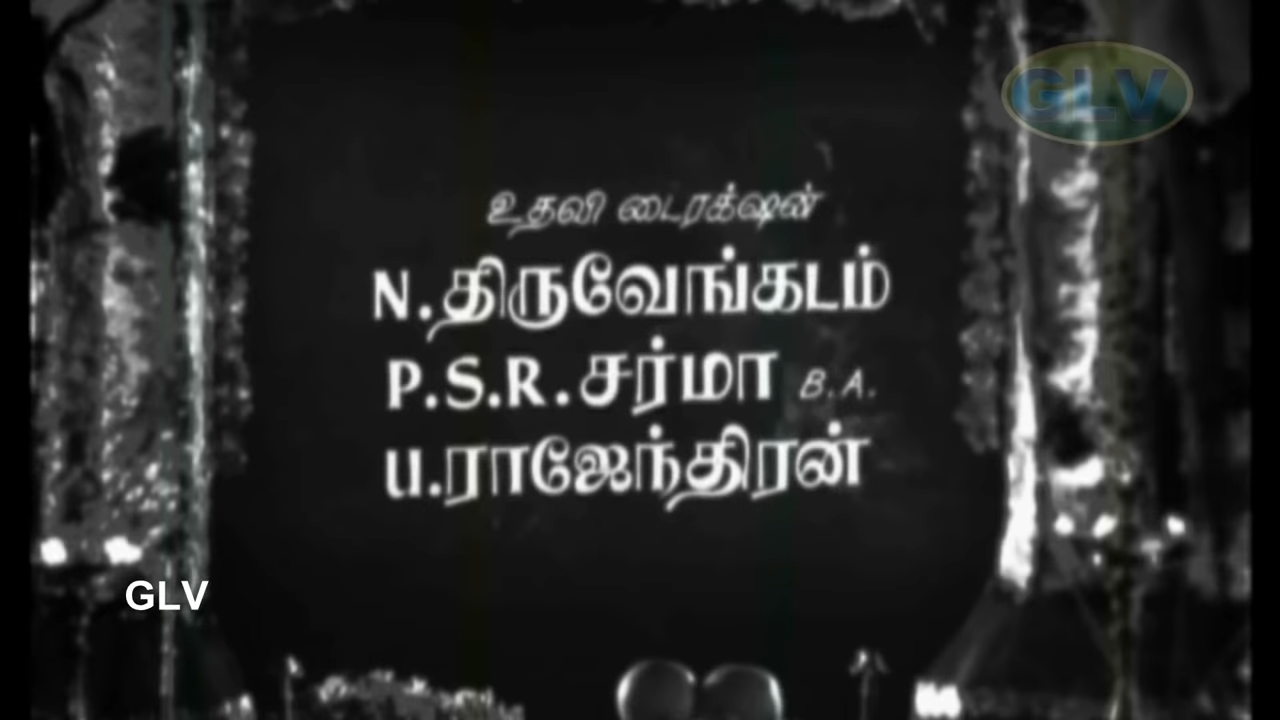 GLV
உதவி டைரக்ஷன்
N.திருவேங்கடம்
P.S.R.சர்மா B.A.
U.ராஜேந்திரன்
GLV